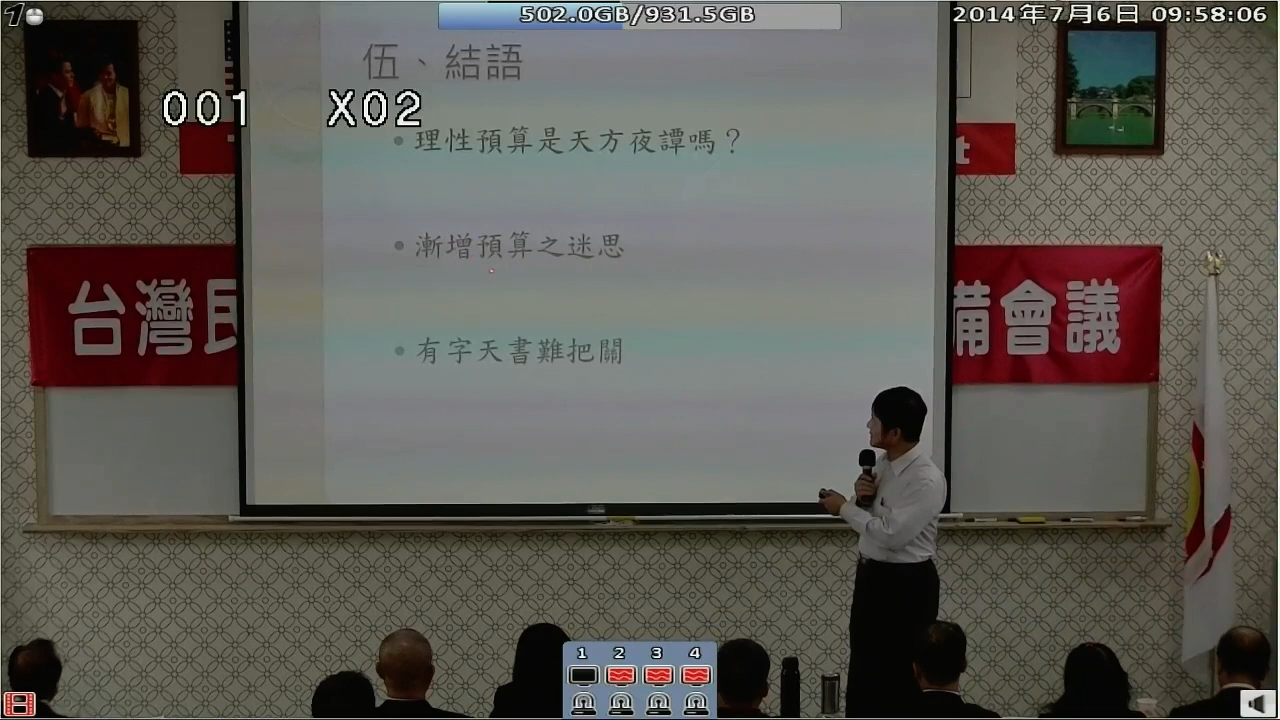 502.0GB/931.5GB
2014年7月6日 09:58:06
伍、結語
001 X02
•理性預算是天方夜譚嗎？
t
•漸增預算之迷思
台灣民
備會議
•有字天書難把關
1 2 3 4